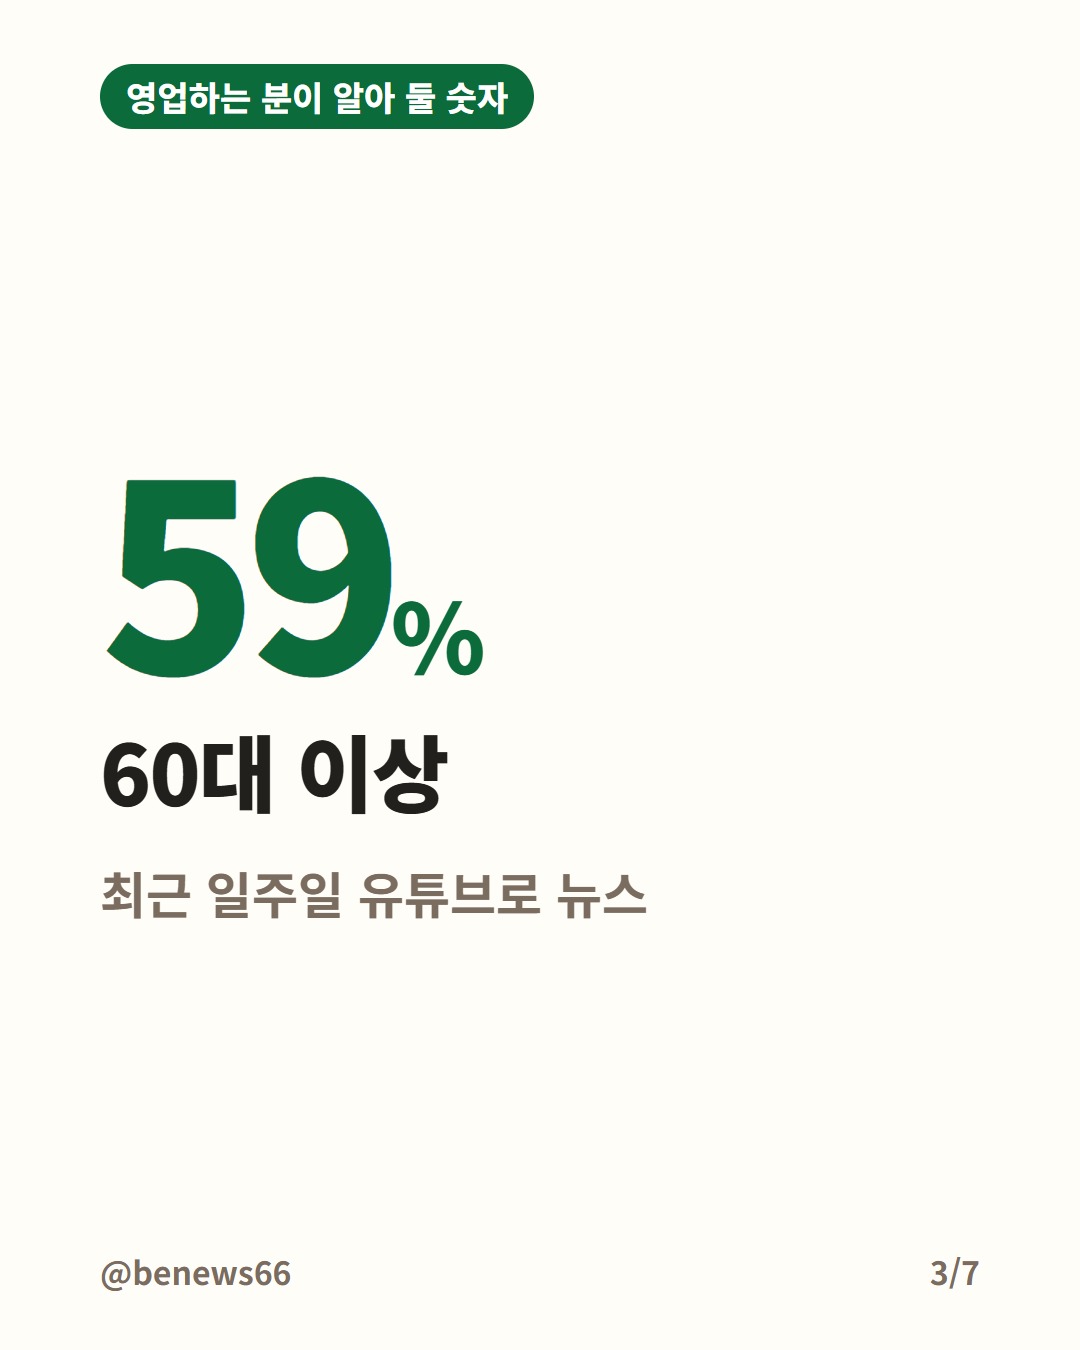 영업하는 분이 알아 둘 숫자
59%
60대 이상
최근 일주일 유튜브로 뉴스
@benews66
3/7